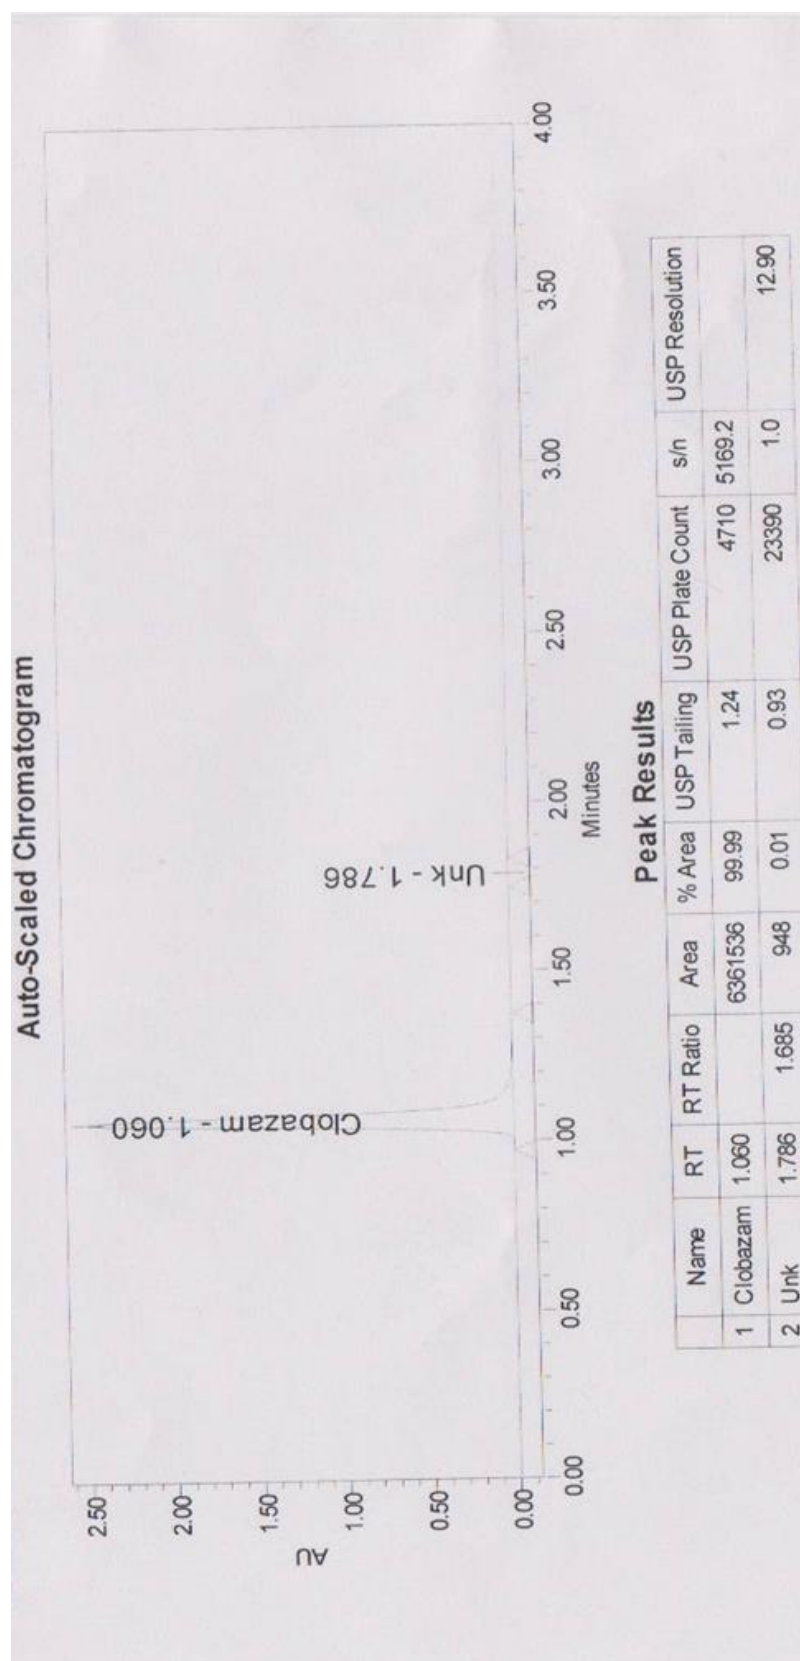 Auto-Scaled Chromatogram
Clobazam - 1.060
Unk - 1.786
AU
2.50
2.00
1.50
1.00
0.50
0.00
0.00 0.50 1.00 1.50 2.00 2.50 3.00 3.50 4.00
Minutes
Peak Results
Name RT RT Ratio Area % Area USP Tailing USP Plate Count s/n USP Resolution
1 Clobazam 1.060 6361536 99.99 1.24 4710 5169.2
2 Unk 1.786 1.685 948 0.01 0.93 23390 1.0 12.90